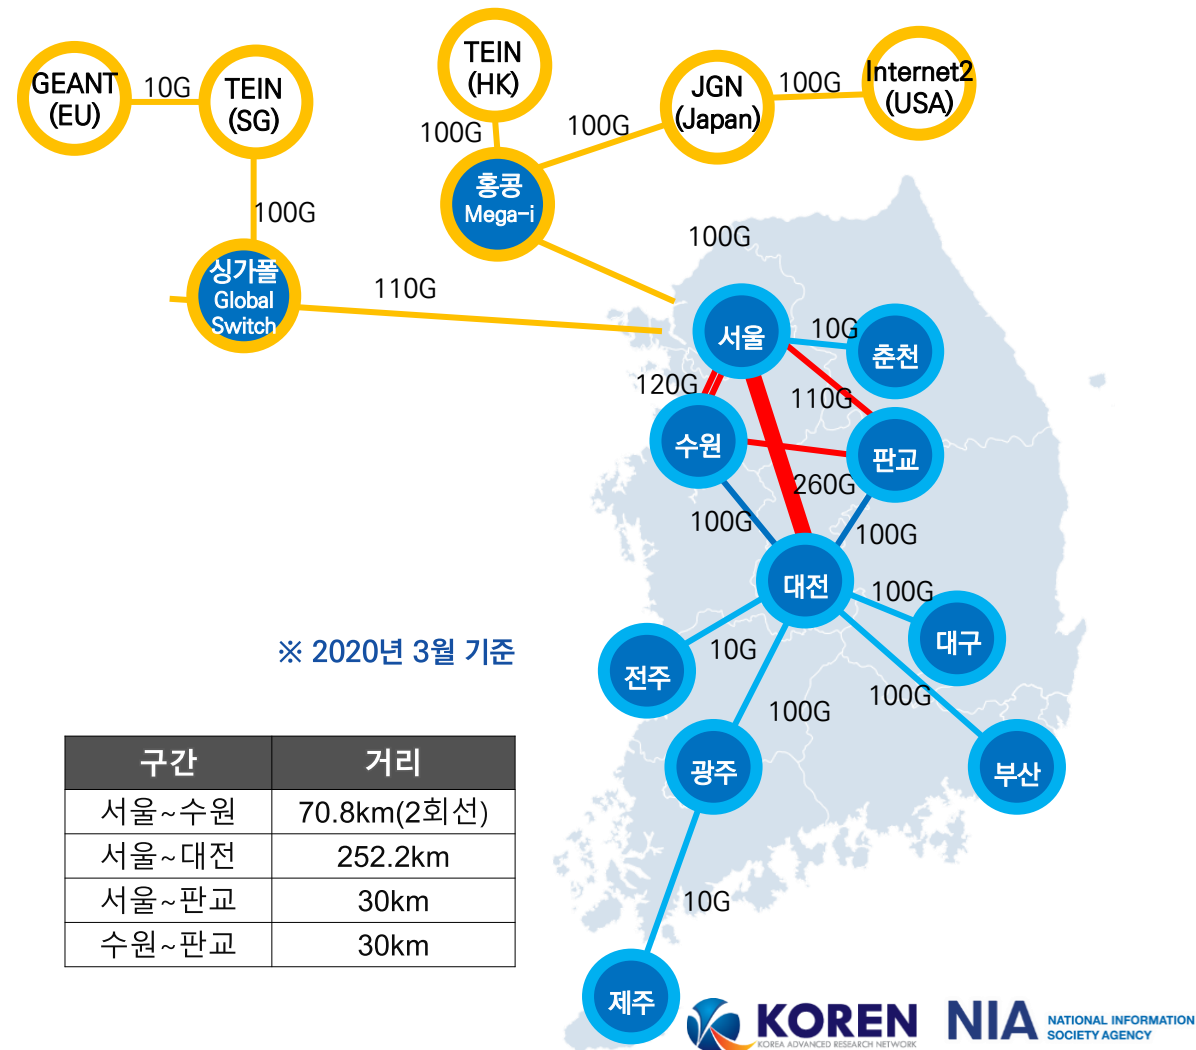 GEANT
(EU)
10G
TEIN
(SG)
TEIN
(HK)
JGN
(Japan)
100G
Internet2
(USA)
100G
100G
홍콩
Mega-i
100G
싱가폴
Global
Switch
110G
100G
서울
10G
춘천
120G
110G
수원
판교
260G
100G
100G
대전
100G
대구
10G
전주
100G
100G
광주
부산
10G
제주
※ 2020년 3월 기준
구간 거리
서울~수원 70.8km(2회선)
서울~대전 252.2km
서울~판교 30km
수원~판교 30km
KOREN
KOREA ADVANCED RESEARCH NETWORK
NIA
NATIONAL INFORMATION
SOCIETY AGENCY